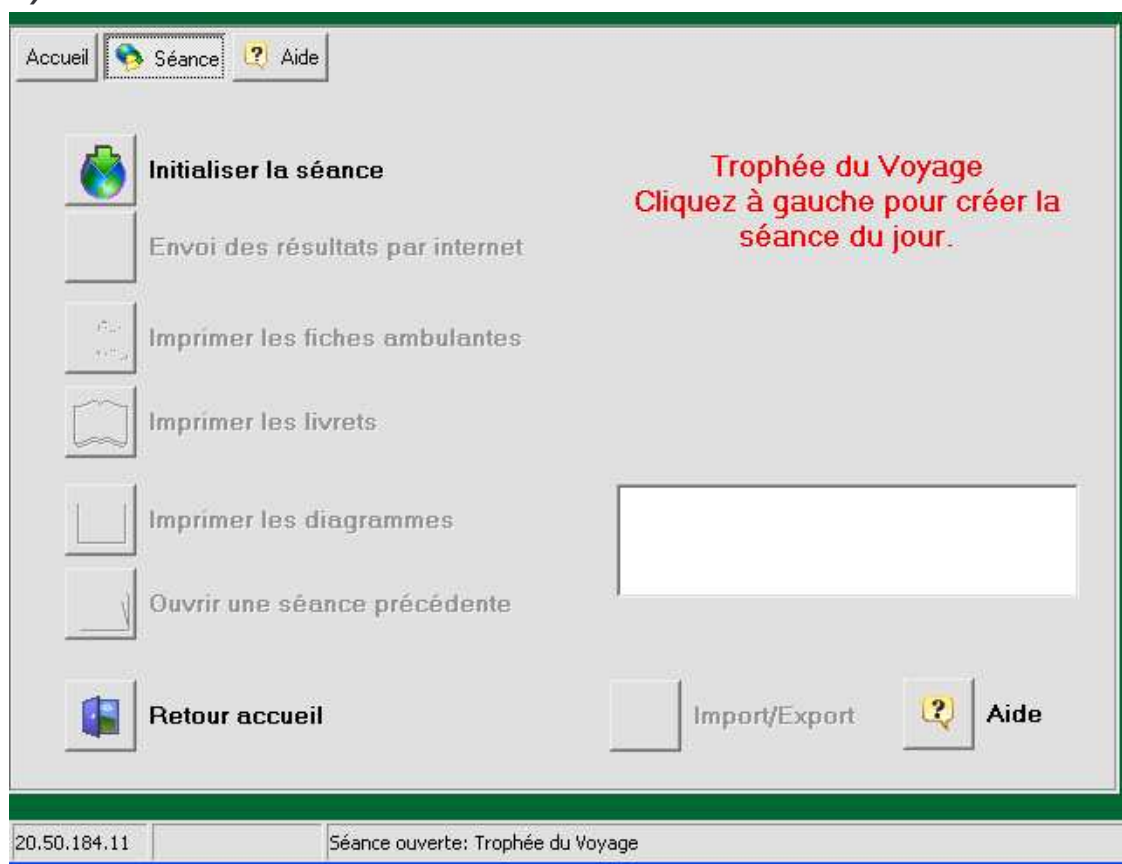 Accueil Séance Aide
Initialiser la séance
Trophée du Voyage
Cliquez à gauche pour créer la
séance du jour.
Envoi des résultats par internet
Imprimer les fiches ambulantes
Imprimer les livrets
Imprimer les diagrammes
Ouvrir une séance précédente
Retour accueil
Import/Export
Aide
20.50.184.11 Séance ouverte: Trophée du Voyage